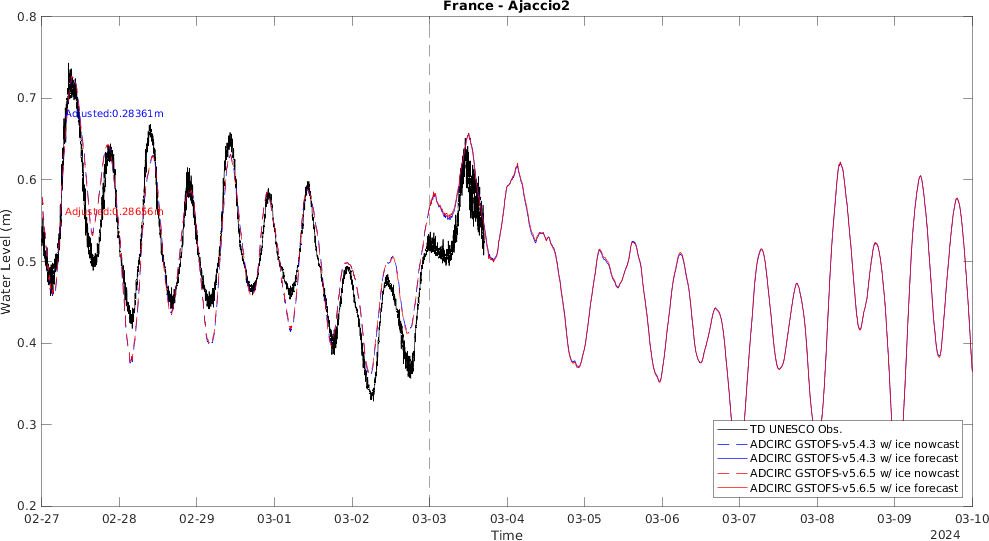 France - Ajaccio2
0.8
0.7
0.6
0.5
0.4
0.3
0.2
Water Level (m)
Adjusted:0.28361m
Adjusted:0.28656m
TD UNESCO Obs.
ADCIRC GSTOFS-v5.4.3 w/ ice nowcast
ADCIRC GSTOFS-v5.4.3 w/ ice forecast
ADCIRC GSTOFS-v5.6.5 w/ ice nowcast
ADCIRC GSTOFS-v5.6.5 w/ ice forecast
02-27 02-28 02-29 03-01 03-02 03-03 03-04 03-05 03-06 03-07 03-08 03-09 03-10
Time
2024